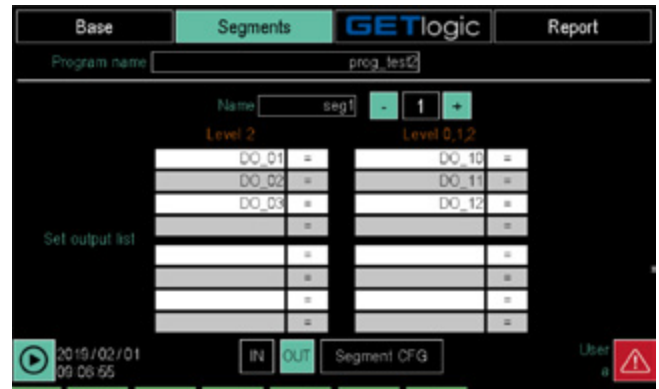 Base Segments GETlogic Report
Program name prog_test2
Name seg1 - 1 +
Level 2 Level 0,1,2
DO_01 = DO_10 =
DO_02 = DO_11 =
DO_03 = DO_12 =
= =
Set output list
= =
= =
= =
= =
2019/02/01 IN OUT Segment CFG User
09:06:55 a